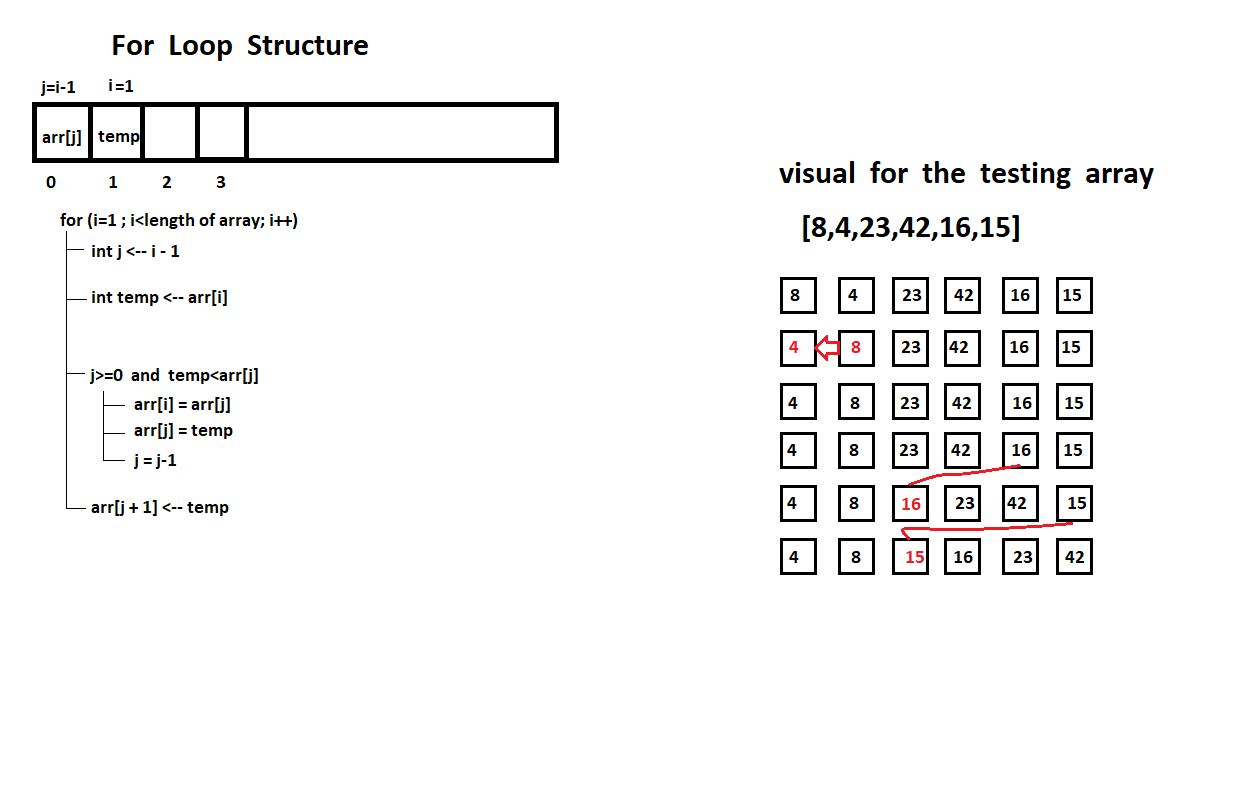 For Loop Structure
j=i-1 i =1
arr[j] temp
0 1 2 3
for (i=1 ; i<length of array; i++)
int j <-- i - 1
int temp <-- arr[i]
j>=0 and temp<arr[j]
arr[i] = arr[j]
arr[j] = temp
j = j-1
arr[j + 1] <-- temp
visual for the testing array
[8,4,23,42,16,15]
8 4 23 42 16 15
4 8 23 42 16 15
4 8 23 42 16 15
4 8 23 42 16 15
4 8 16 23 42 15
4 8 15 16 23 42